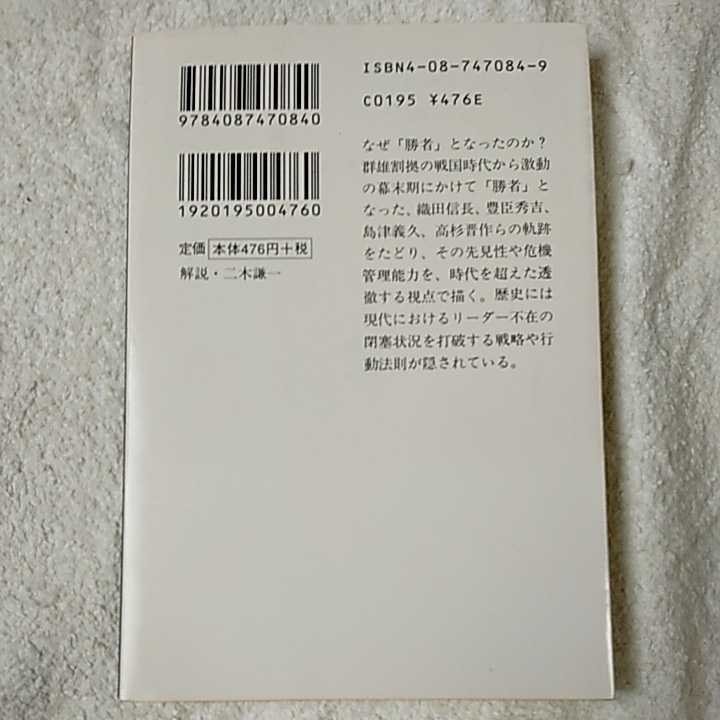 ISBN4-08-747084-9
C0195 ¥476E
9784087470840
1920195004760
定価 本体476円+税
解説・二木謙一
なぜ「勝者」となったのか?
群雄割拠の戦国時代から激動
の幕末期にかけて「勝者」と
なった、織田信長、豊臣秀吉、
島津義久、高杉晋作らの軌跡
をたどり、その先見性や危機
管理能力を、時代を超えた透
徹する視点で描く。歴史には
現代におけるリーダー不在の
閉塞状況を打破する戦略や行
動法則が隠されている。